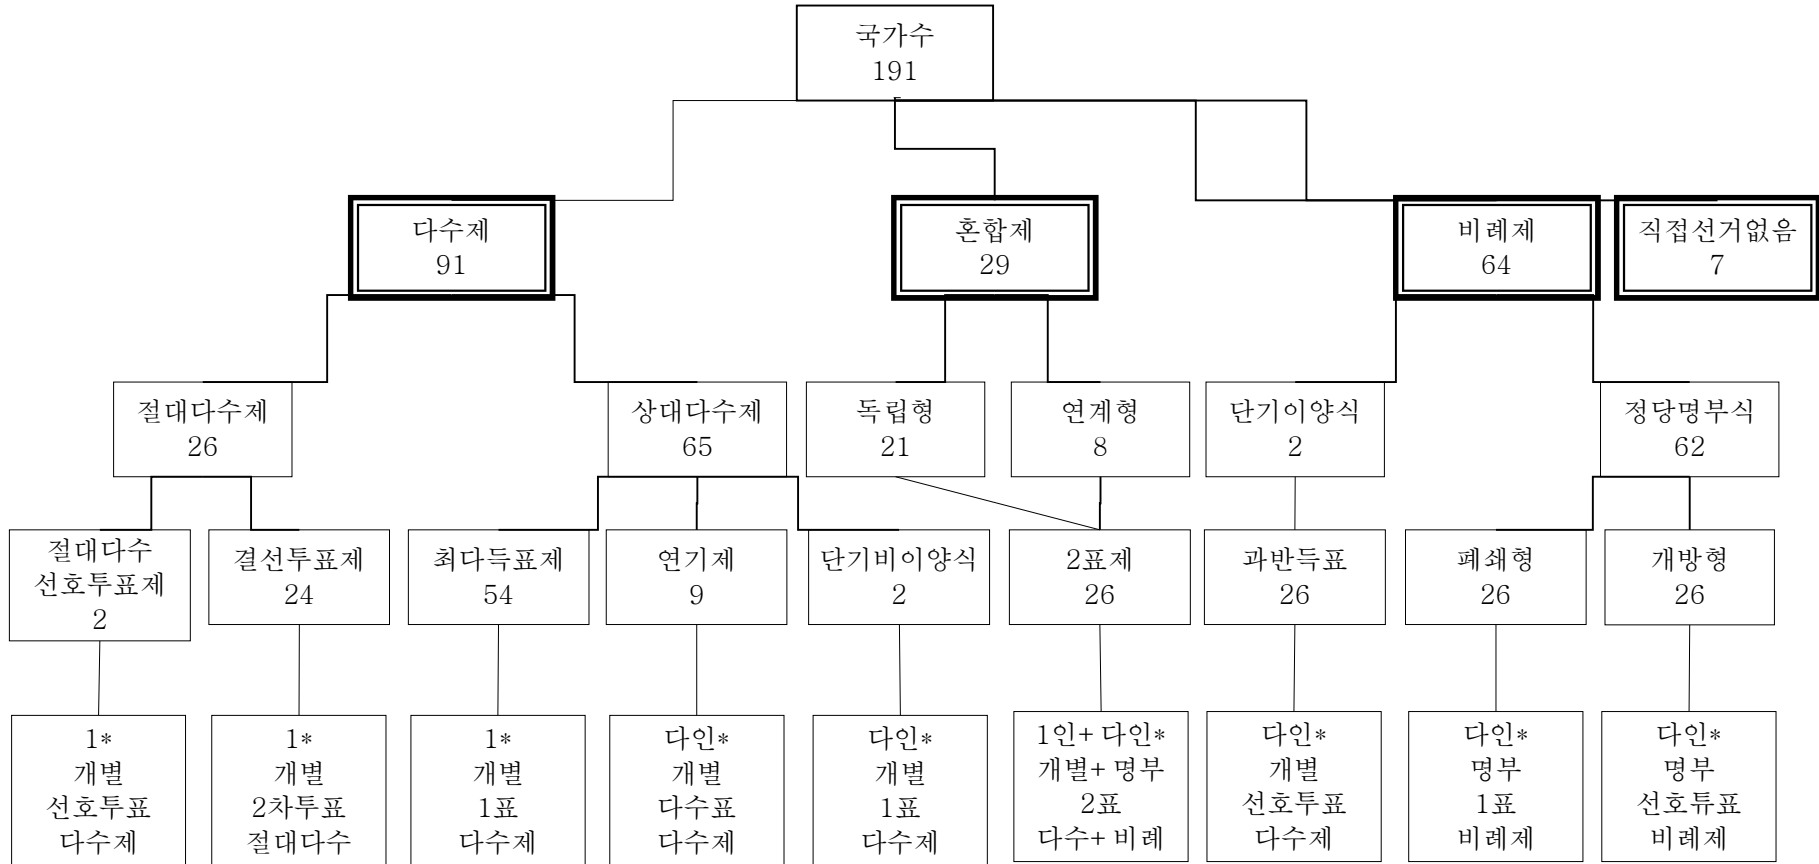 국가수
191
다수제
91
혼합제
29
비례제
64
직접선거없음
7
절대다수제
26
상대다수제
65
독립형
21
연계형
8
단기이양식
2
정당명부식
62
절대다수
선호투표제
2
결선투표제
24
최다득표제
54
연기제
9
단기비이양식
2
2표제
26
과반득표
26
폐쇄형
26
개방형
26
1*
개별
선호투표
다수제
1*
개별
2차투표
절대다수
1*
개별
1표
다수제
다인*
개별
다수표
다수제
다인*
개별
1표
다수제
1인+ 다인*
개별+ 명부
2표
다수+ 비례
다인*
개별
선호투표
다수제
다인*
명부
1표
비례제
다인*
명부
선호튜표
비례제